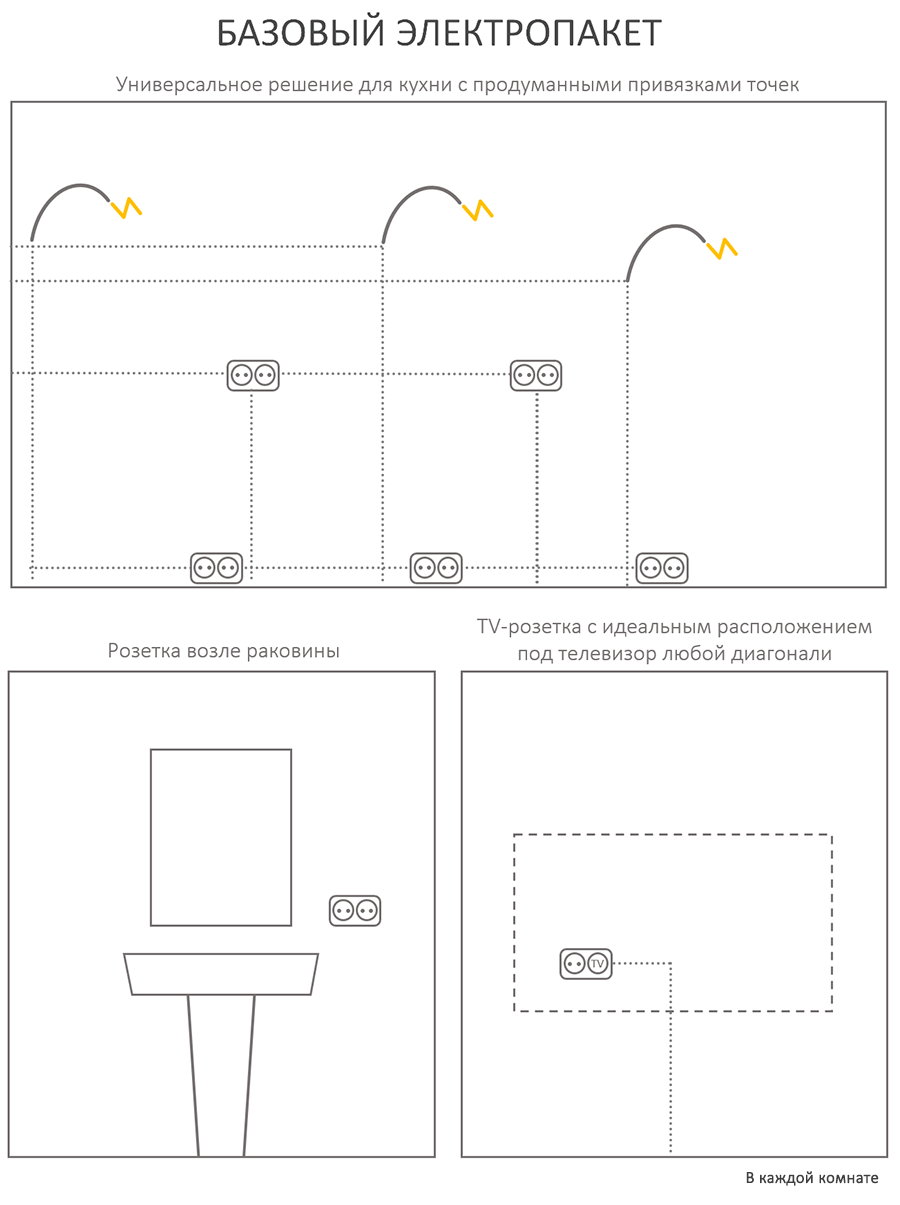 БАЗОВЫЙ ЭЛЕКТРОПАКЕТ
Универсальное решение для кухни с продуманными привязками точек
Розетка возле раковины
TV-розетка с идеальным расположением
под телевизор любой диагонали
TV
В каждой комнате